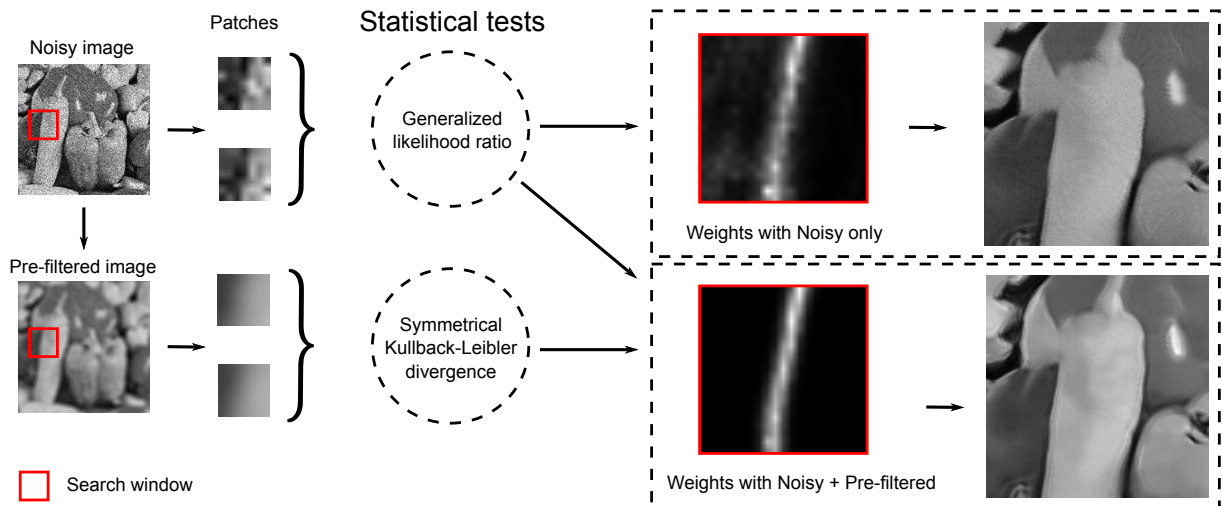 Statistical tests
Patches
Noisy image
Generalized
likelihood ratio
Weights with Noisy only
Pre-filtered image
Symmetrical
Kullback-Leibler
divergence
Weights with Noisy + Pre-filtered
Search window